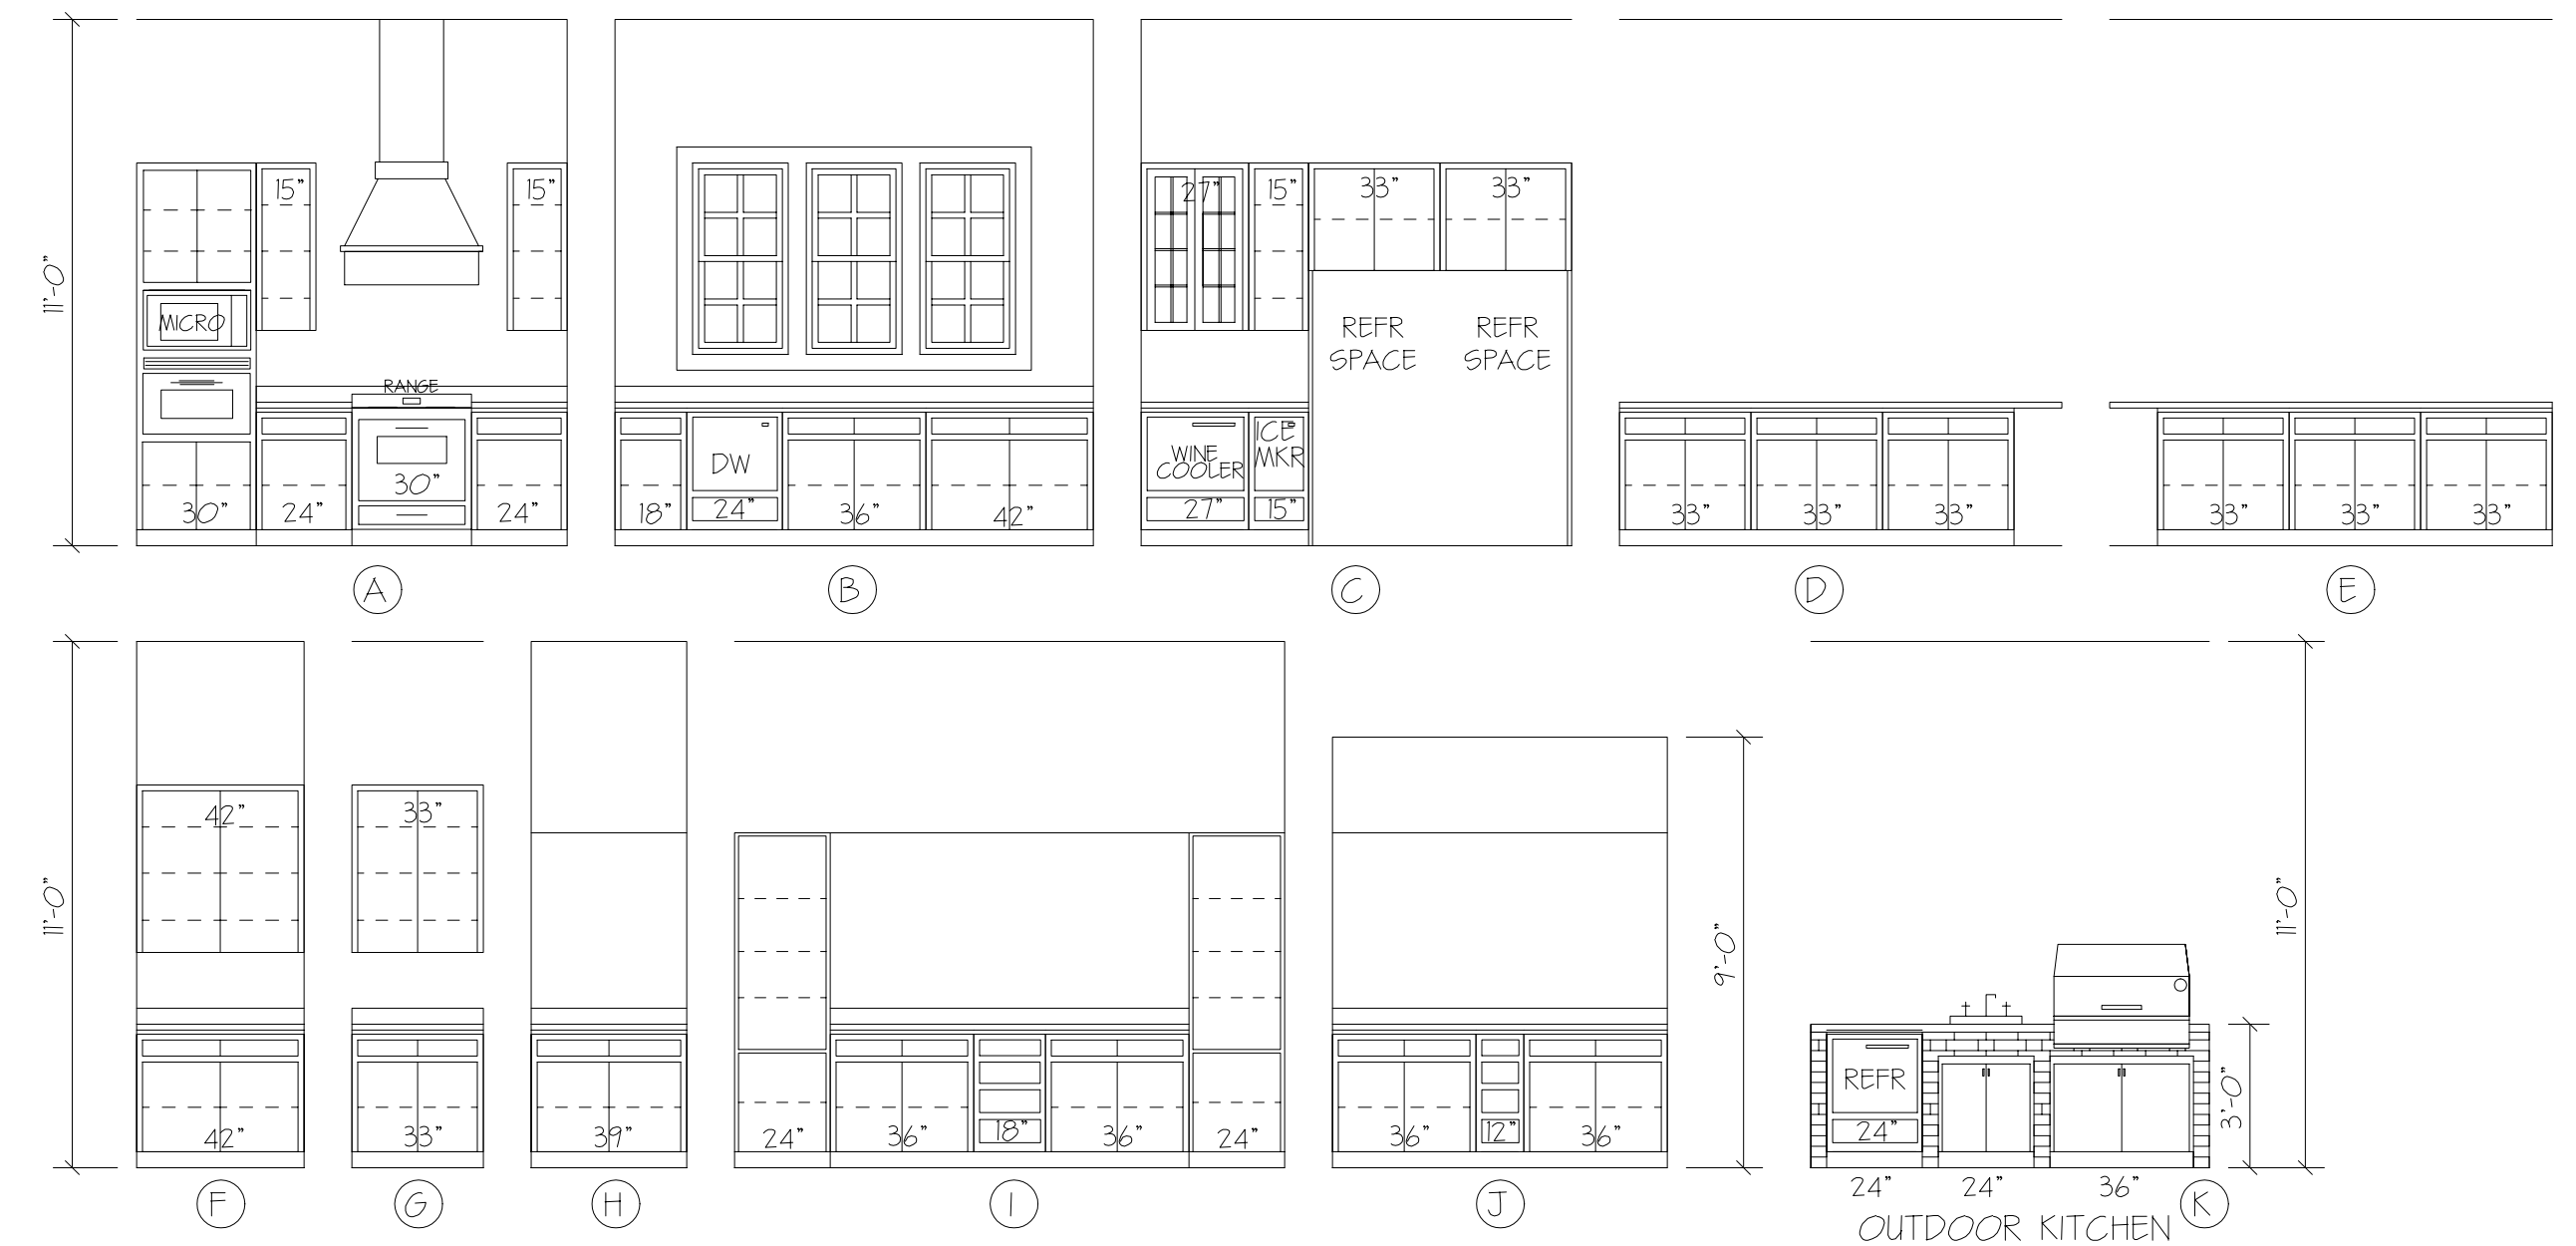 11'-0"
15"
15"
MICRO
RANGE
30"
24"
30"
24"
A
DW
18"
24"
36"
42"
B
27"
15"
33"
33"
REFR
SPACE
REFR
SPACE
WINE
COOLER
ICE
MKR
27"
15"
C
33"
33"
33"
D
33"
33"
33"
E
11'-0"
42"
42"
F
33"
33"
G
39"
H
24"
36"
18"
36"
24"
I
36"
12"
36"
J
9'-0"
REFR
24"
24"
24"
36"
K
OUTDOOR KITCHEN
3'-0"
11'-0"